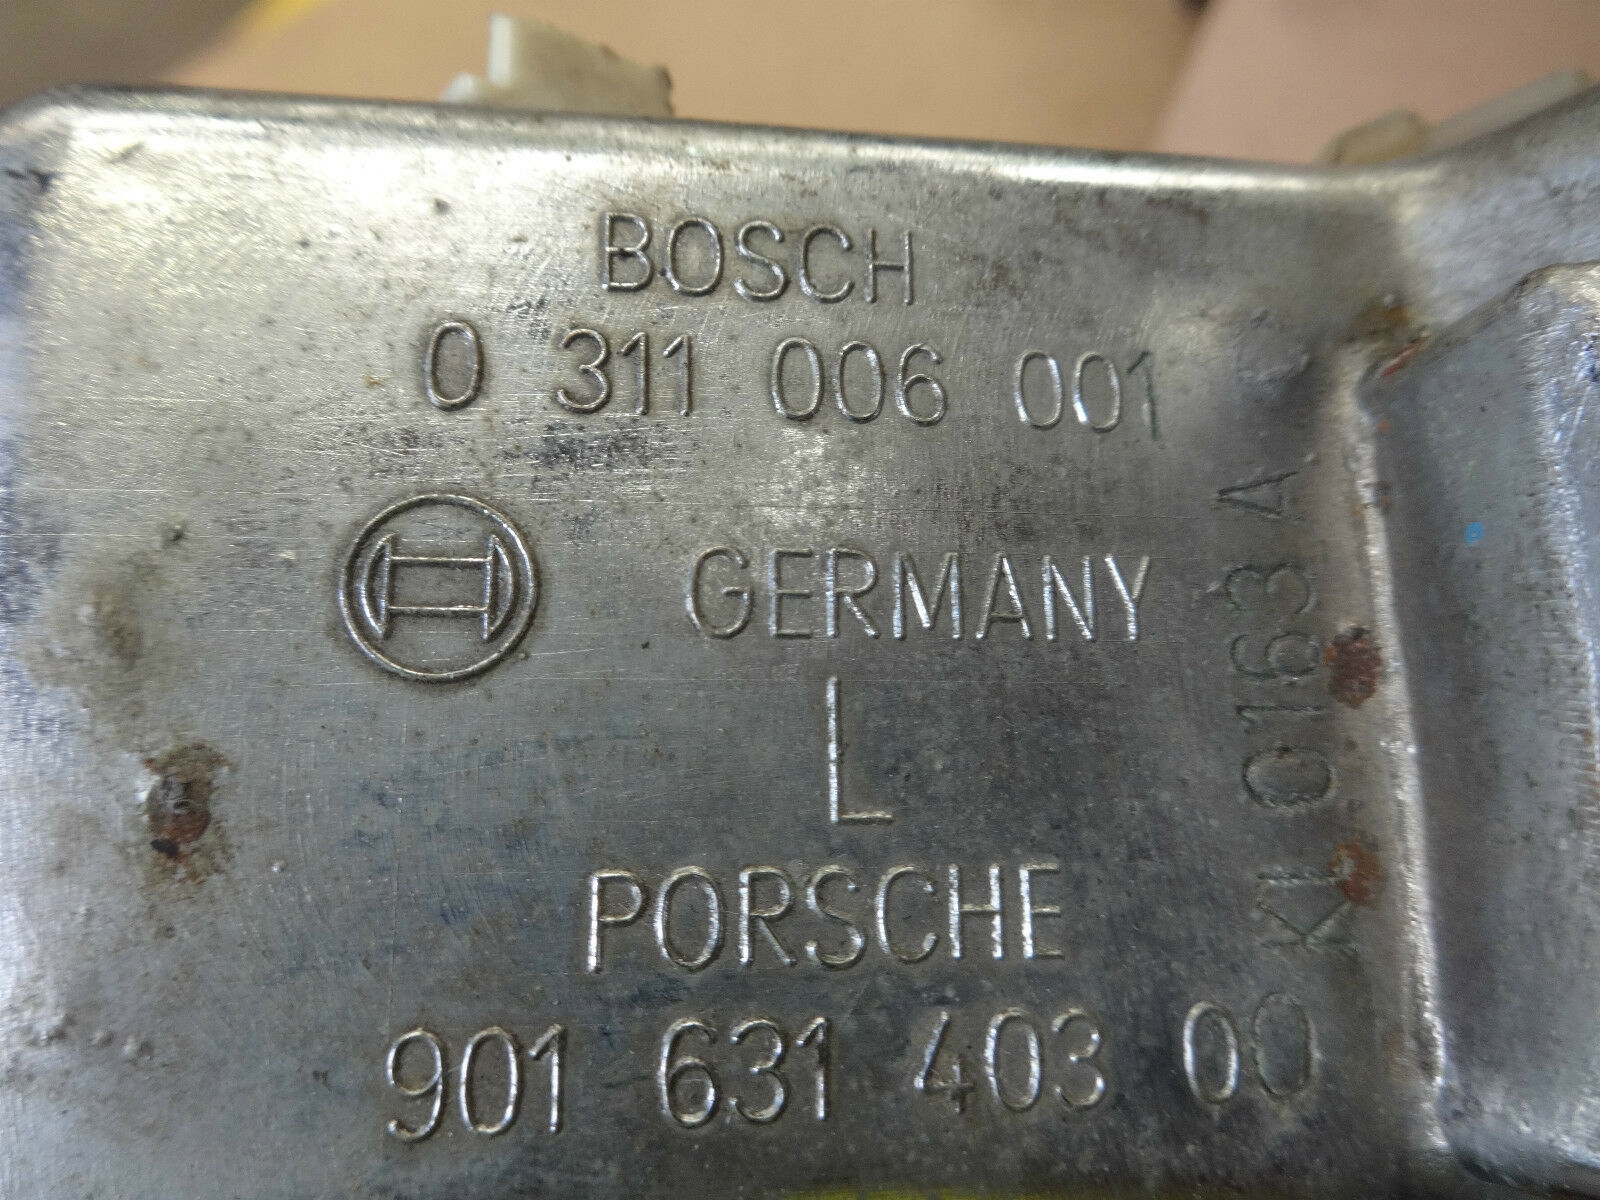 BOSCH
0 311 006 001
GERMANY
L
PORSCHE
901 631 403 00
KL 0163 A